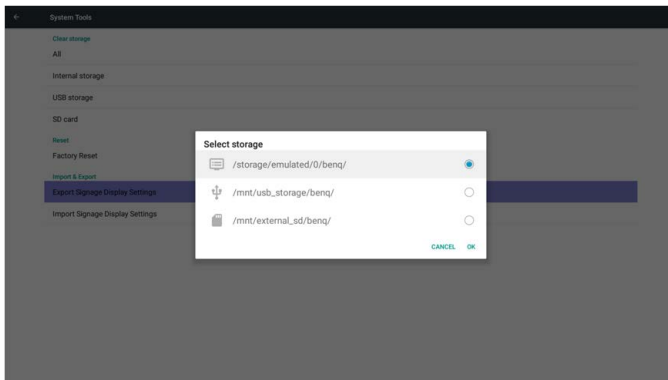 System Tools
Clear storage
All
Internal storage
USB storage
SD card
Reset
Factory Reset
Import & Export
Export Signage Display Settings
Import Signage Display Settings
Select storage
/storage/emulated/0/benq/
/mnt/usb_storage/benq/
/mnt/external_sd/benq/
CANCEL OK